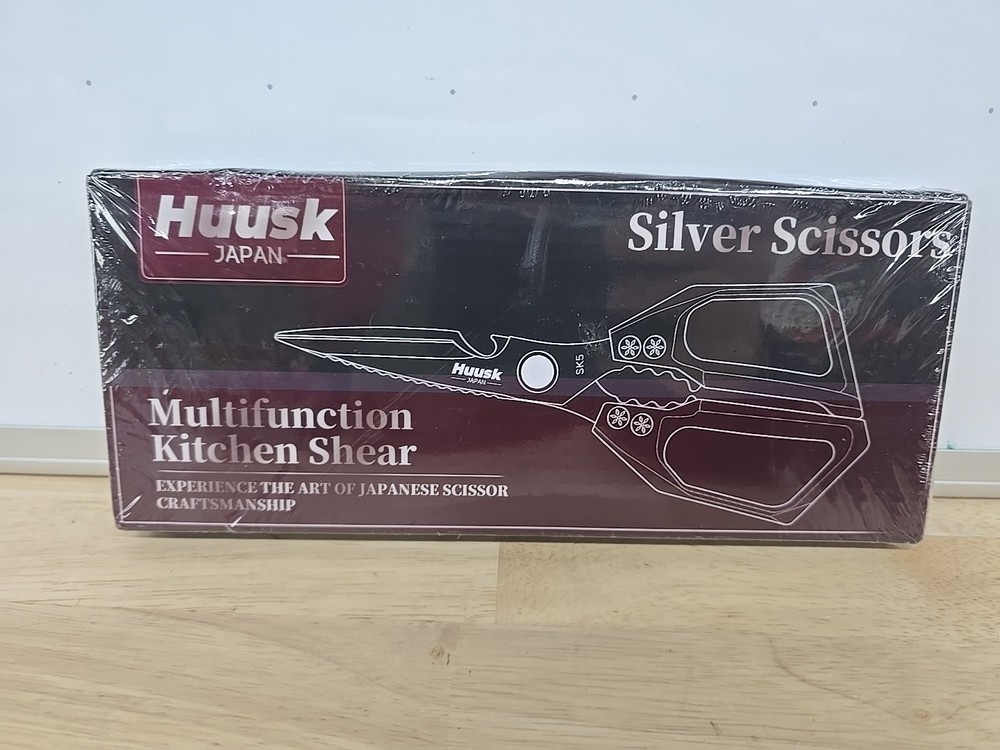 Huusk
JAPAN
Silver Scissors
Huusk
JAPAN
SK5
Multifunction
Kitchen Shear
EXPERIENCE THE ART OF JAPANESE SCISSOR
CRAFTSMANSHIP